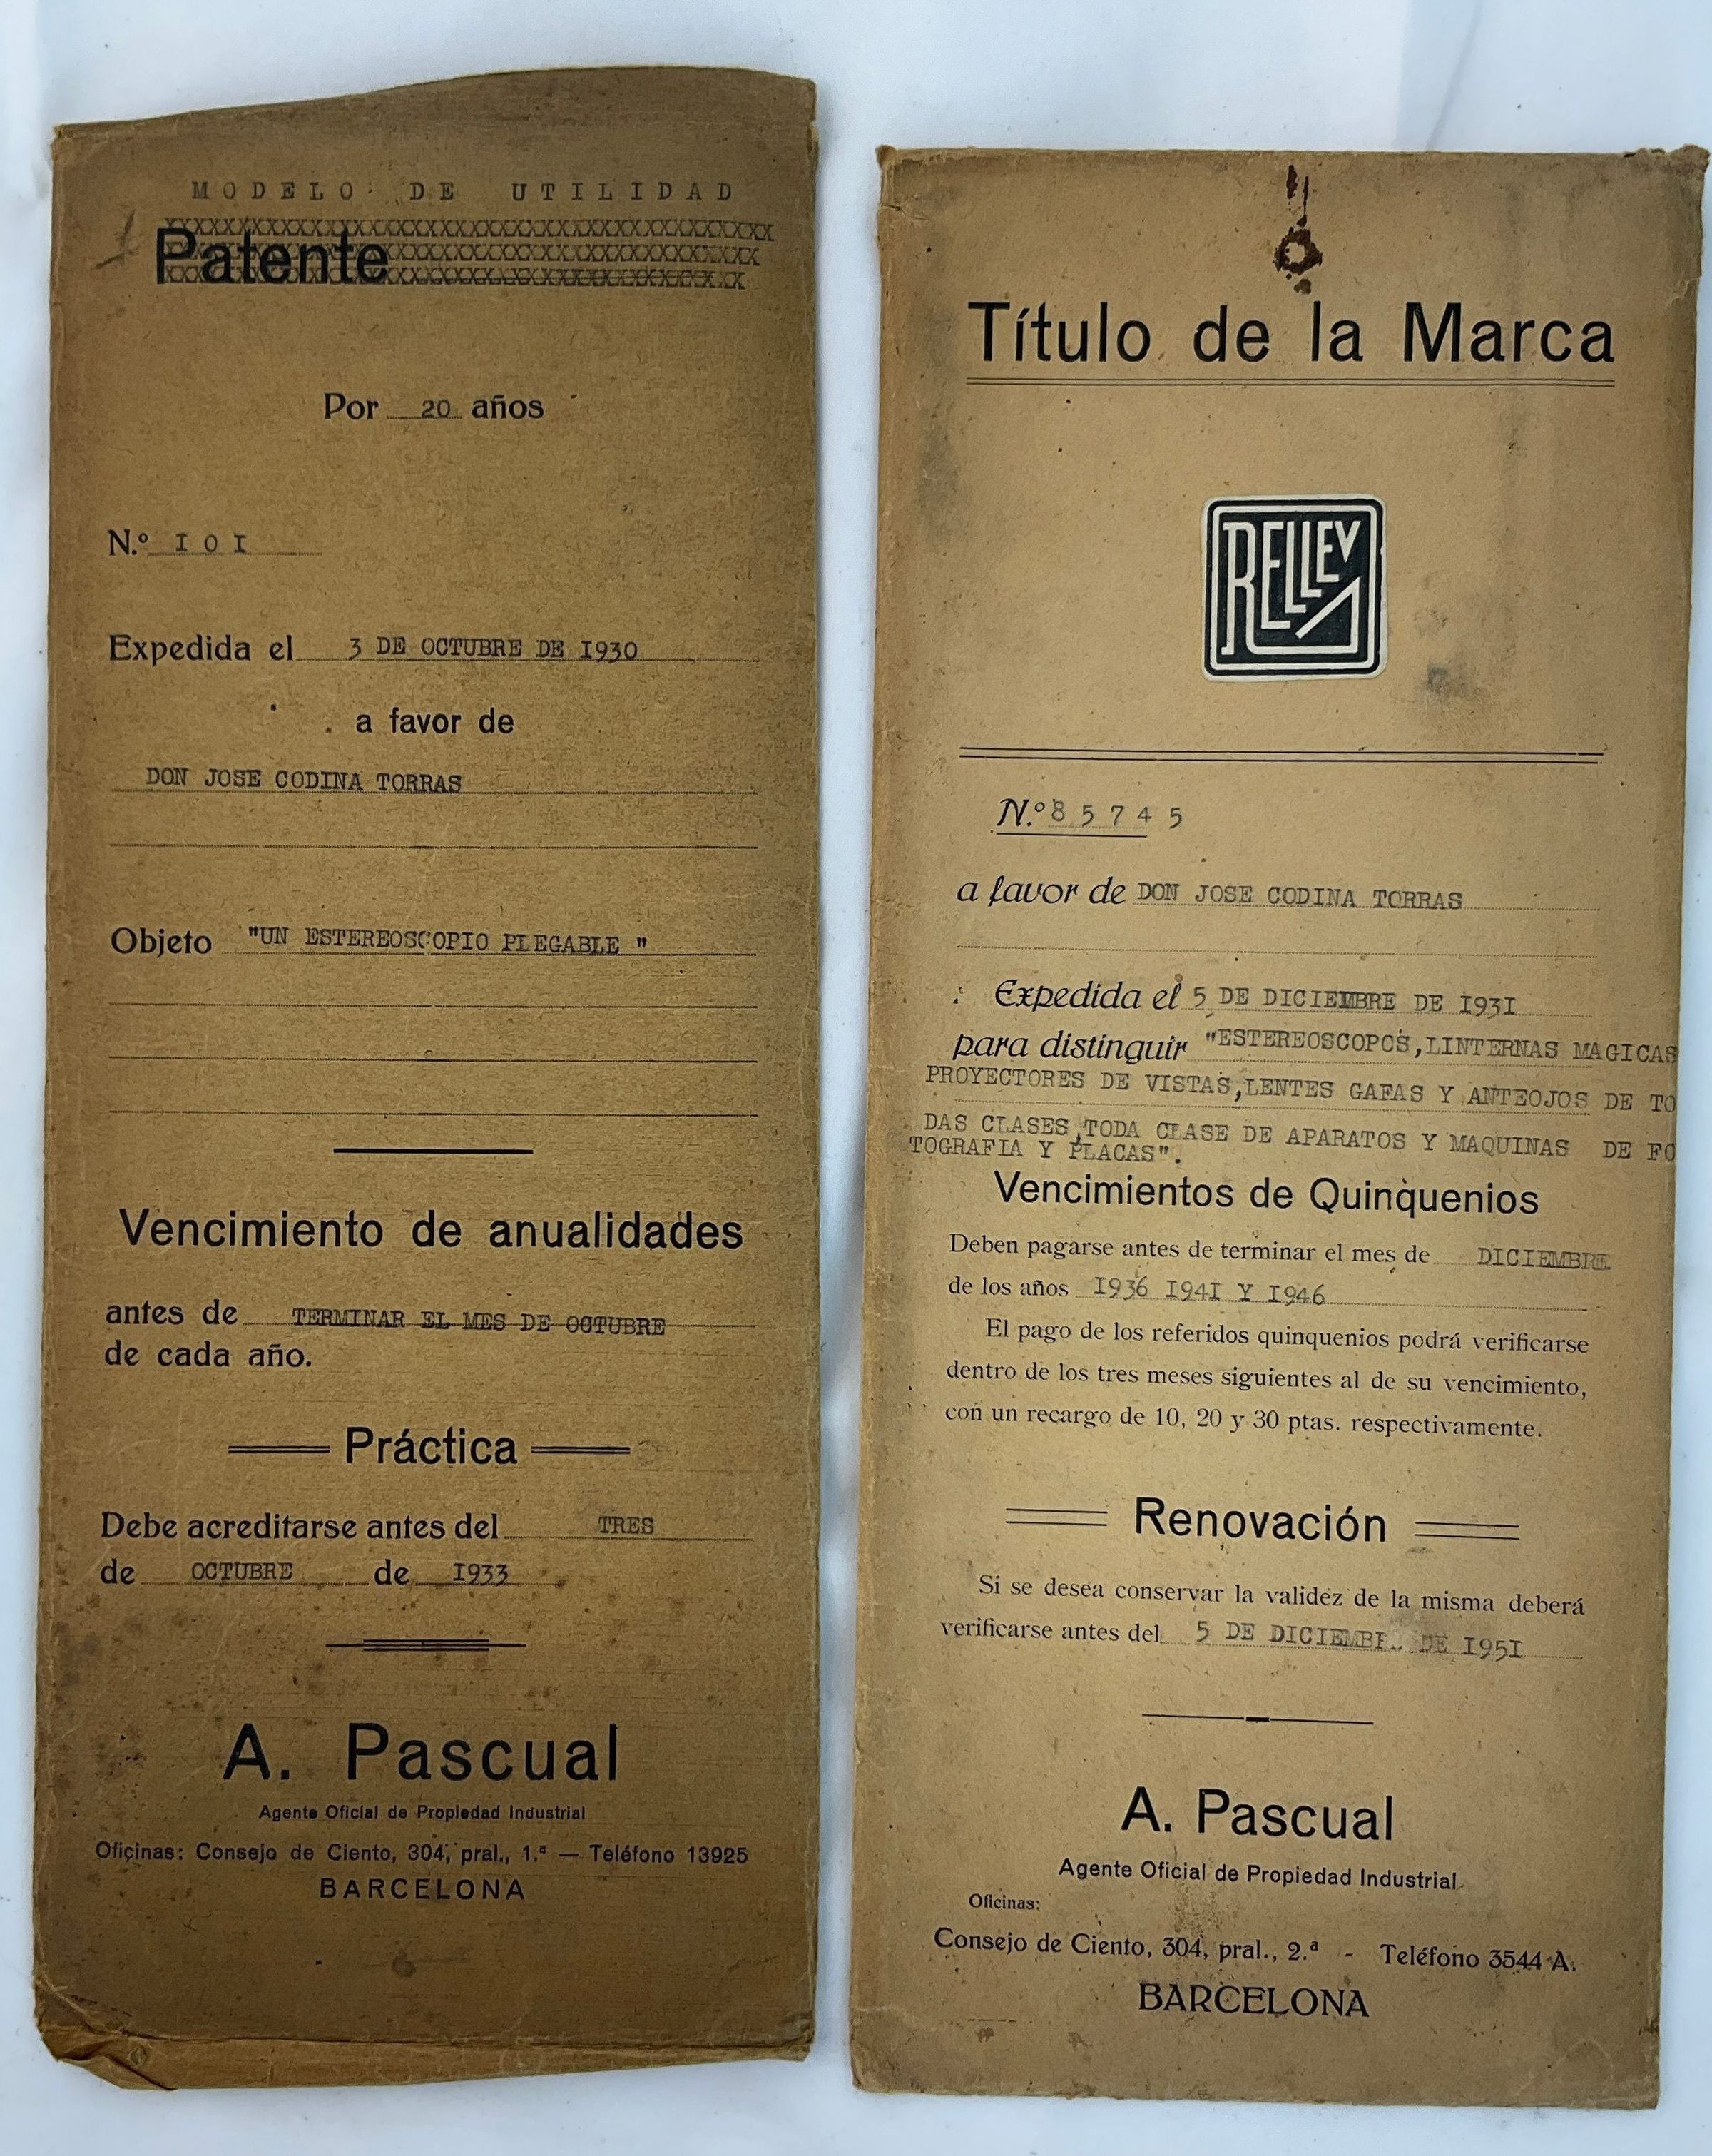 MODELO DE UTILIDAD
XXXXXXXXXXXXXXXXXXXXXXXXXXXXXXXXXXXXXX
Patente
Por 20 años
N.º I0I
Expedida el 3 DE OCTUBRE DE I930
a favor de
DON JOSE CODINA TORRAS
Objeto "UN ESTEREOSCOPIO PLEGABLE "
Vencimiento de anualidades
antes de TERMINAR EL MES DE OCTUBRE
de cada año.
Práctica
Debe acreditarse antes del TRES
de OCTUBRE de I933
A. Pascual
Agente Oficial de Propiedad Industrial
Oficinas: Consejo de Ciento, 304, pral., 1.ª — Teléfono 13925
BARCELONA
Título de la Marca
RELLEV
N.º 85745
a favor de DON JOSE CODINA TORRAS
Expedida el 5 DE DICIEMBRE DE I93I
para distinguir "ESTEREOSCOPOS,LINTERNAS MAGICAS
PROYECTORES DE VISTAS,LENTES GAFAS Y ANTEOJOS DE TO
DAS CLASES,TODA CLASE DE APARATOS Y MAQUINAS DE FO
TOGRAFIA Y PLACAS".
Vencimientos de Quinquenios
Deben pagarse antes de terminar el mes de DICIEMBRE
de los años I936 I94I Y I946
El pago de los referidos quinquenios podrá verificarse
dentro de los tres meses siguientes al de su vencimiento,
con un recargo de 10, 20 y 30 ptas. respectivamente.
Renovación
Si se desea conservar la validez de la misma deberá
verificarse antes del 5 DE DICIEMBRE DE I95I
A. Pascual
Agente Oficial de Propiedad Industrial
Oficinas:
Consejo de Ciento, 304, pral., 2.ª - Teléfono 3544 A.
BARCELONA